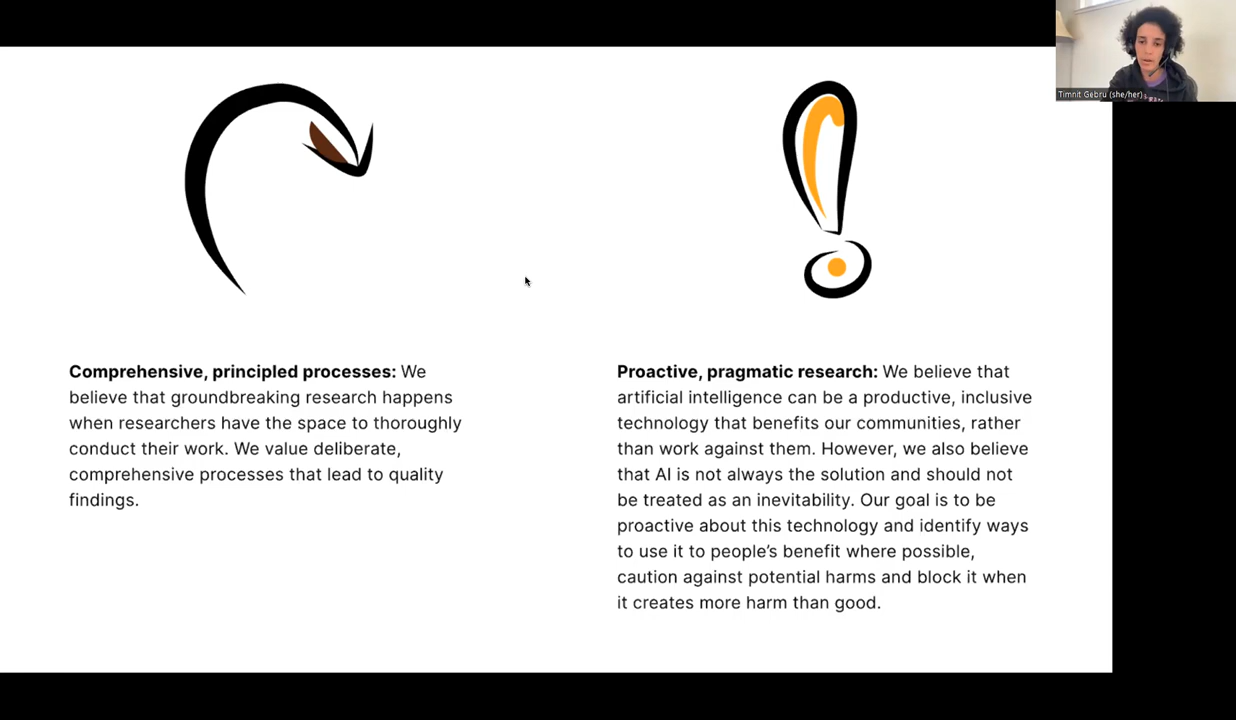 Timnit Gebru (she/her)
Comprehensive, principled processes: We
believe that groundbreaking research happens
when researchers have the space to thoroughly
conduct their work. We value deliberate,
comprehensive processes that lead to quality
findings.
Proactive, pragmatic research: We believe that
artificial intelligence can be a productive, inclusive
technology that benefits our communities, rather
than work against them. However, we also believe
that AI is not always the solution and should not
be treated as an inevitability. Our goal is to be
proactive about this technology and identify ways
to use it to people’s benefit where possible,
caution against potential harms and block it when
it creates more harm than good.